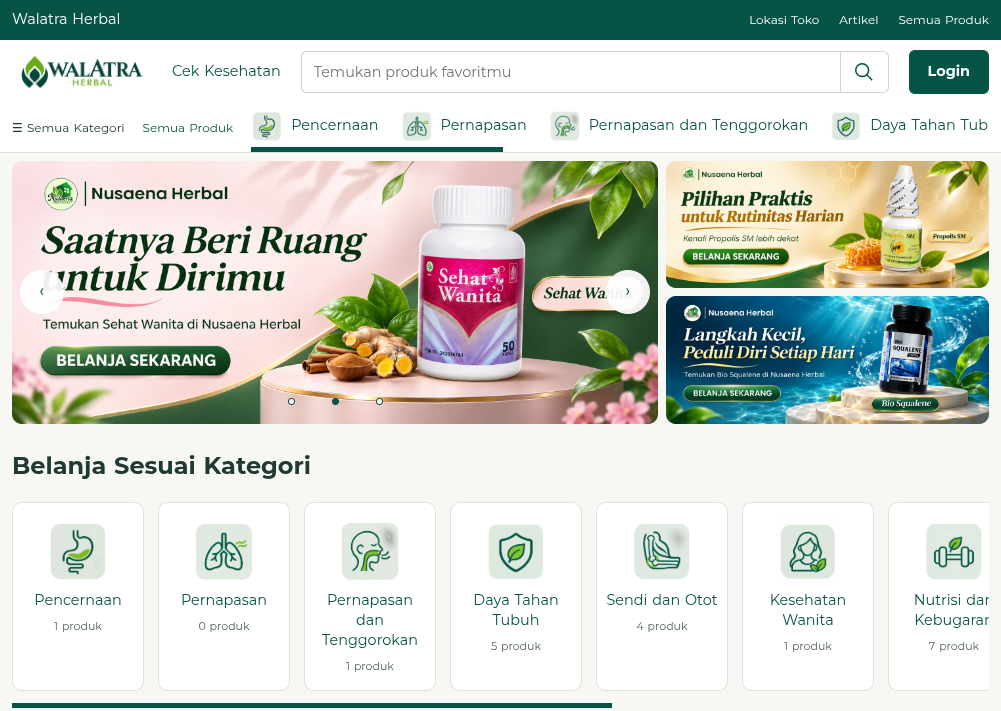 Walatra Herbal
Lokasi Toko
Artikel
Semua Produk
WALATRA
HERBAL
Cek Kesehatan
Temukan produk favoritmu
Login
☰ Semua Kategori
Semua Produk
Pencernaan
Pernapasan
Pernapasan dan Tenggorokan
Daya Tahan Tub
Nusaena Herbal
Saatnya Beri Ruang
untuk Dirimu
Temukan Sehat Wanita di Nusaena Herbal
BELANJA SEKARANG
Sehat
Wanita
50
Sehat Wanit
Nusaena Herbal
Pilihan Praktis
untuk Rutinitas Harian
Kenali Propolis SM lebih dekat
BELANJA SEKARANG
Propolis SM
Nusaena Herbal
Langkah Kecil,
Peduli Diri Setiap Hari
Temukan Bio Squalene di Nusaena Herbal
BELANJA SEKARANG
BIO
SQUALENE
Bio Squalene
Belanja Sesuai Kategori
Pencernaan
1 produk
Pernapasan
0 produk
Pernapasan
dan
Tenggorokan
1 produk
Daya Tahan
Tubuh
5 produk
Sendi dan Otot
4 produk
Kesehatan
Wanita
1 produk
Nutrisi dan
Kebugaran
7 produk